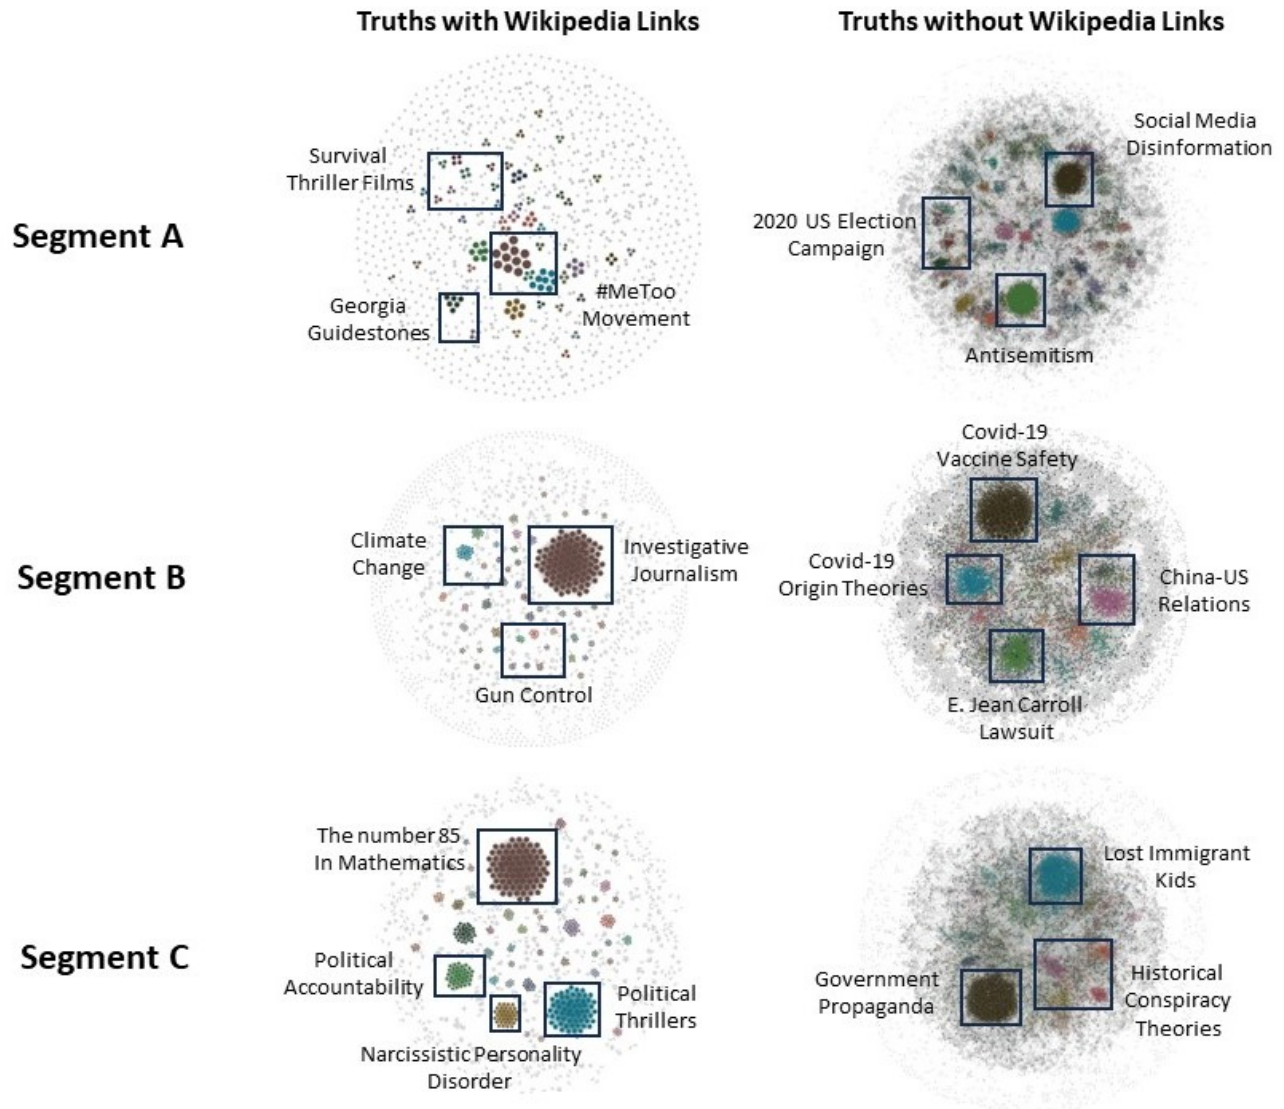 Truths with Wikipedia Links
Truths without Wikipedia Links
Segment A
Survival
Thriller Films
Georgia
Guidestones
#MeToo
Movement
Social Media
Disinformation
2020 US Election
Campaign
Antisemitism
Segment B
Climate
Change
Investigative
Journalism
Gun Control
Covid-19
Vaccine Safety
Covid-19
Origin Theories
China-US
Relations
E. Jean Carroll
Lawsuit
Segment C
The number 85
In Mathematics
Political
Accountability
Narcissistic Personality
Disorder
Political
Thrillers
Lost Immigrant
Kids
Government
Propaganda
Historical
Conspiracy
Theories